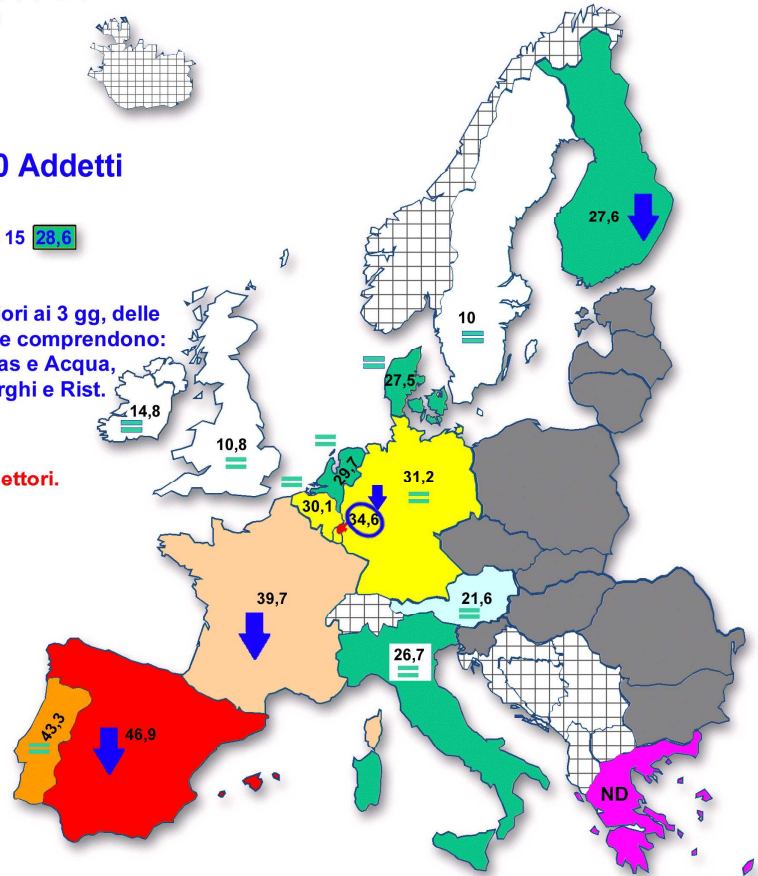 0 Addetti
15 28,6
iori ai 3 gg, delle
e comprendono:
as e Acqua,
rghi e Rist.
ettori.
27,6
10
27,5
14,8
10,8
29,7
31,2
30,1
34,6
39,7
21,6
26,7
43,3
46,9
ND